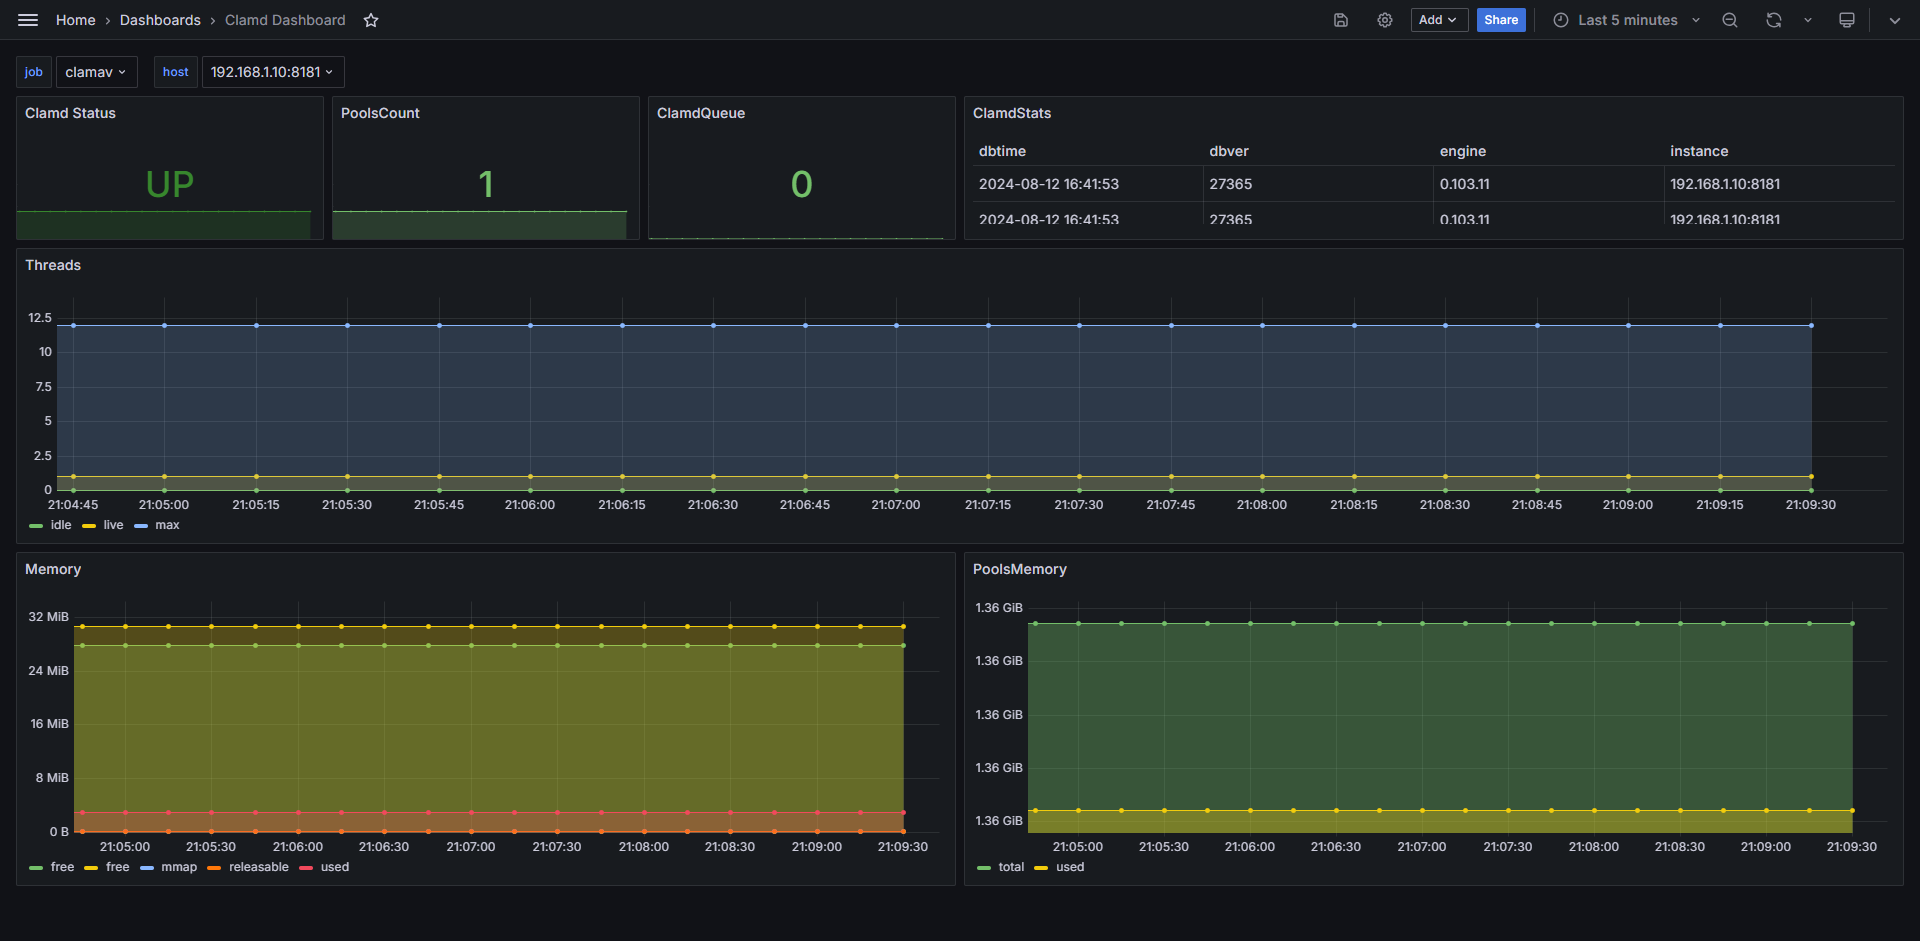 Home › Dashboards › Clamd Dashboard
Add
Share
Last 5 minutes
job
clamav
host
192.168.1.10:8181
Clamd Status
UP
PoolsCount
1
ClamdQueue
0
ClamdStats
dbtime dbver engine instance
2024-08-12 16:41:53 27365 0.103.11 192.168.1.10:8181
2024-08-12 16:41:53 27365 0.103.11 192.168.1.10:8181
Threads
12.5
10
7.5
5
2.5
0
21:04:45 21:05:00 21:05:15 21:05:30 21:05:45 21:06:00 21:06:15 21:06:30 21:06:45 21:07:00 21:07:15 21:07:30 21:07:45 21:08:00 21:08:15 21:08:30 21:08:45 21:09:00 21:09:15 21:09:30
idle live max
Memory
32 MiB
24 MiB
16 MiB
8 MiB
0 B
21:05:00 21:05:30 21:06:00 21:06:30 21:07:00 21:07:30 21:08:00 21:08:30 21:09:00 21:09:30
free free mmap releasable used
PoolsMemory
1.36 GiB
1.36 GiB
1.36 GiB
1.36 GiB
1.36 GiB
21:05:00 21:05:30 21:06:00 21:06:30 21:07:00 21:07:30 21:08:00 21:08:30 21:09:00 21:09:30
total used